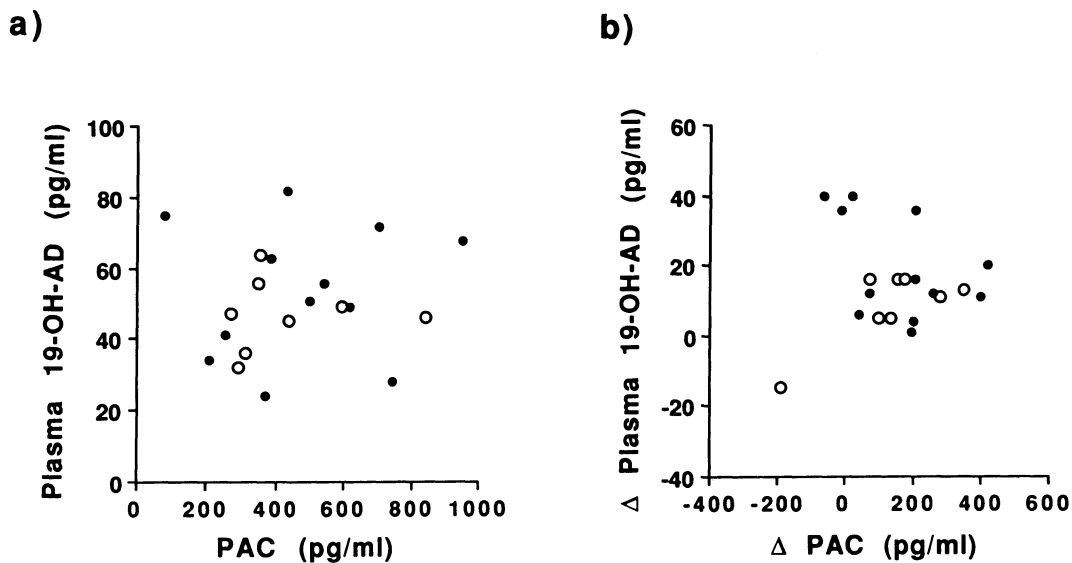 a)
Plasma 19-OH-AD (pg/ml)
100
80
60
40
20
0
0 200 400 600 800 1000
PAC (pg/ml)
b)
Δ Plasma 19-OH-AD (pg/ml)
60
40
20
0
-20
-40
-400 -200 0 200 400 600
Δ PAC (pg/ml)